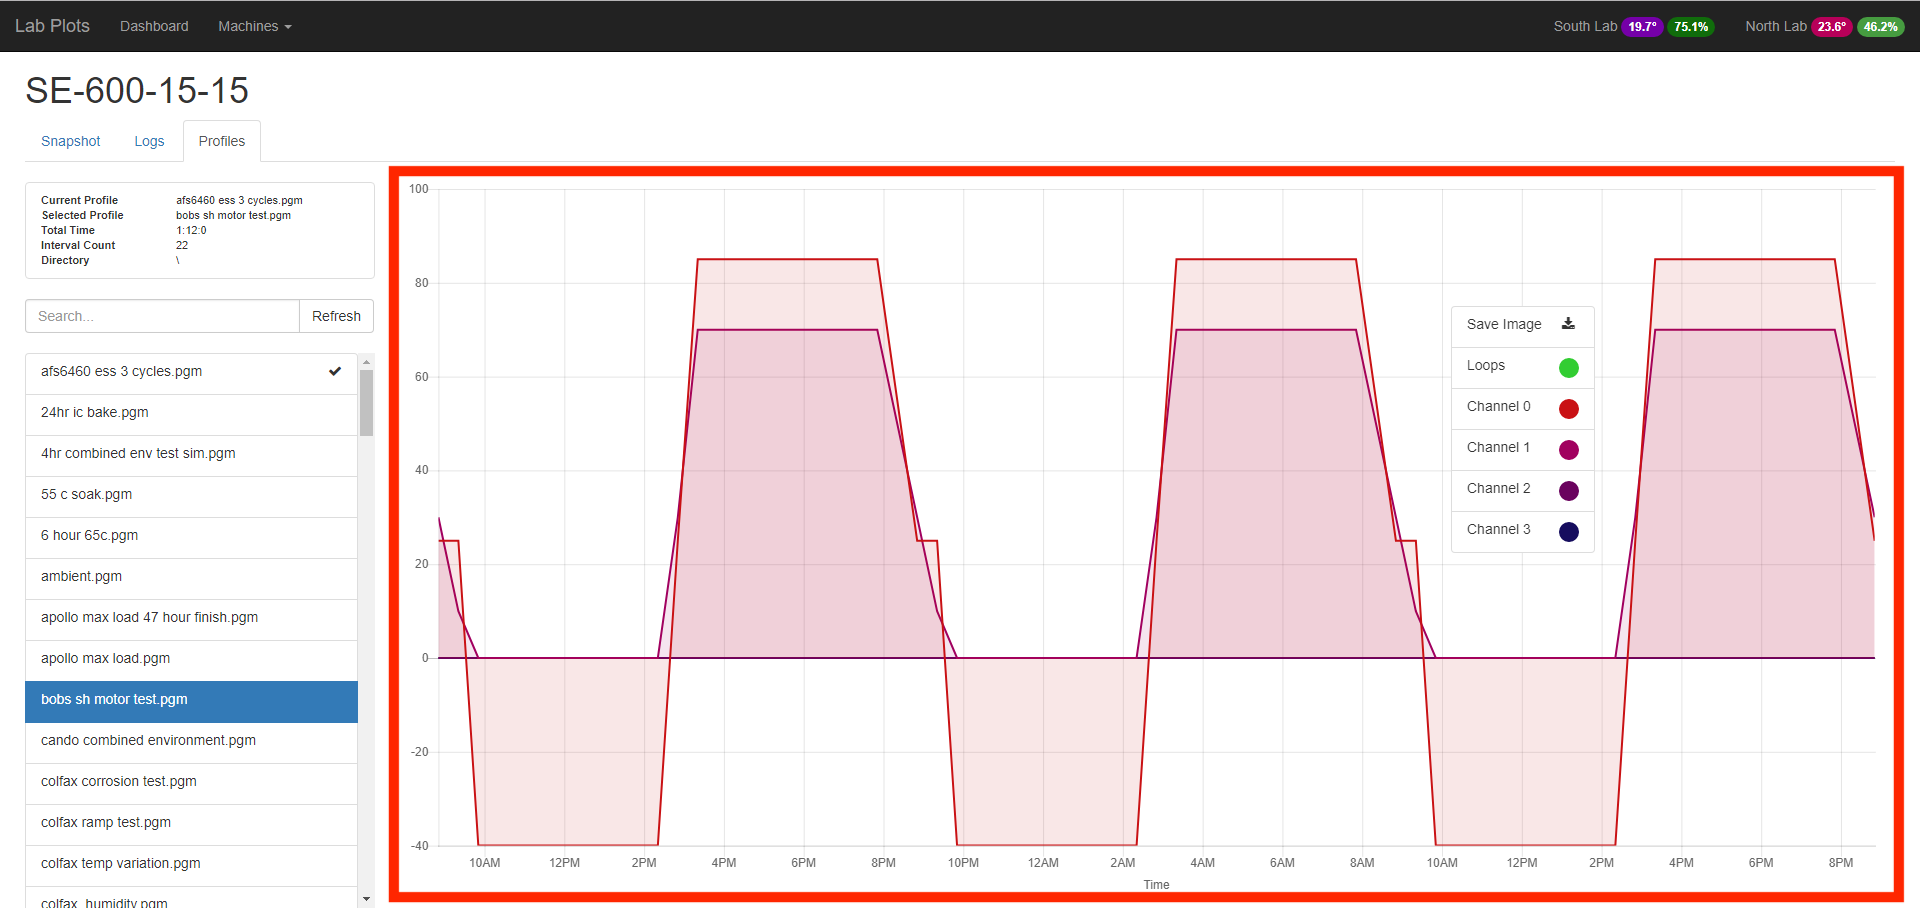 Lab Plots Dashboard Machines South Lab 19.7° 75.1% North Lab 23.6° 46.2%
SE-600-15-15
Snapshot Logs Profiles
Current Profile afs6460 ess 3 cycles.pgm
Selected Profile bobs sh motor test.pgm
Total Time 1:12:0
Interval Count 22
Directory \
Search... Refresh
afs6460 ess 3 cycles.pgm
24hr ic bake.pgm
4hr combined env test sim.pgm
55 c soak.pgm
6 hour 65c.pgm
ambient.pgm
apollo max load 47 hour finish.pgm
apollo max load.pgm
bobs sh motor test.pgm
cando combined environment.pgm
colfax corrosion test.pgm
colfax ramp test.pgm
colfax temp variation.pgm
colfax_humidity.pgm
100
80
60
40
20
0
-20
-40
Save Image
Loops
Channel 0
Channel 1
Channel 2
Channel 3
10AM 12PM 2PM 4PM 6PM 8PM 10PM 12AM 2AM 4AM 6AM 8AM 10AM 12PM 2PM 4PM 6PM 8PM
Time